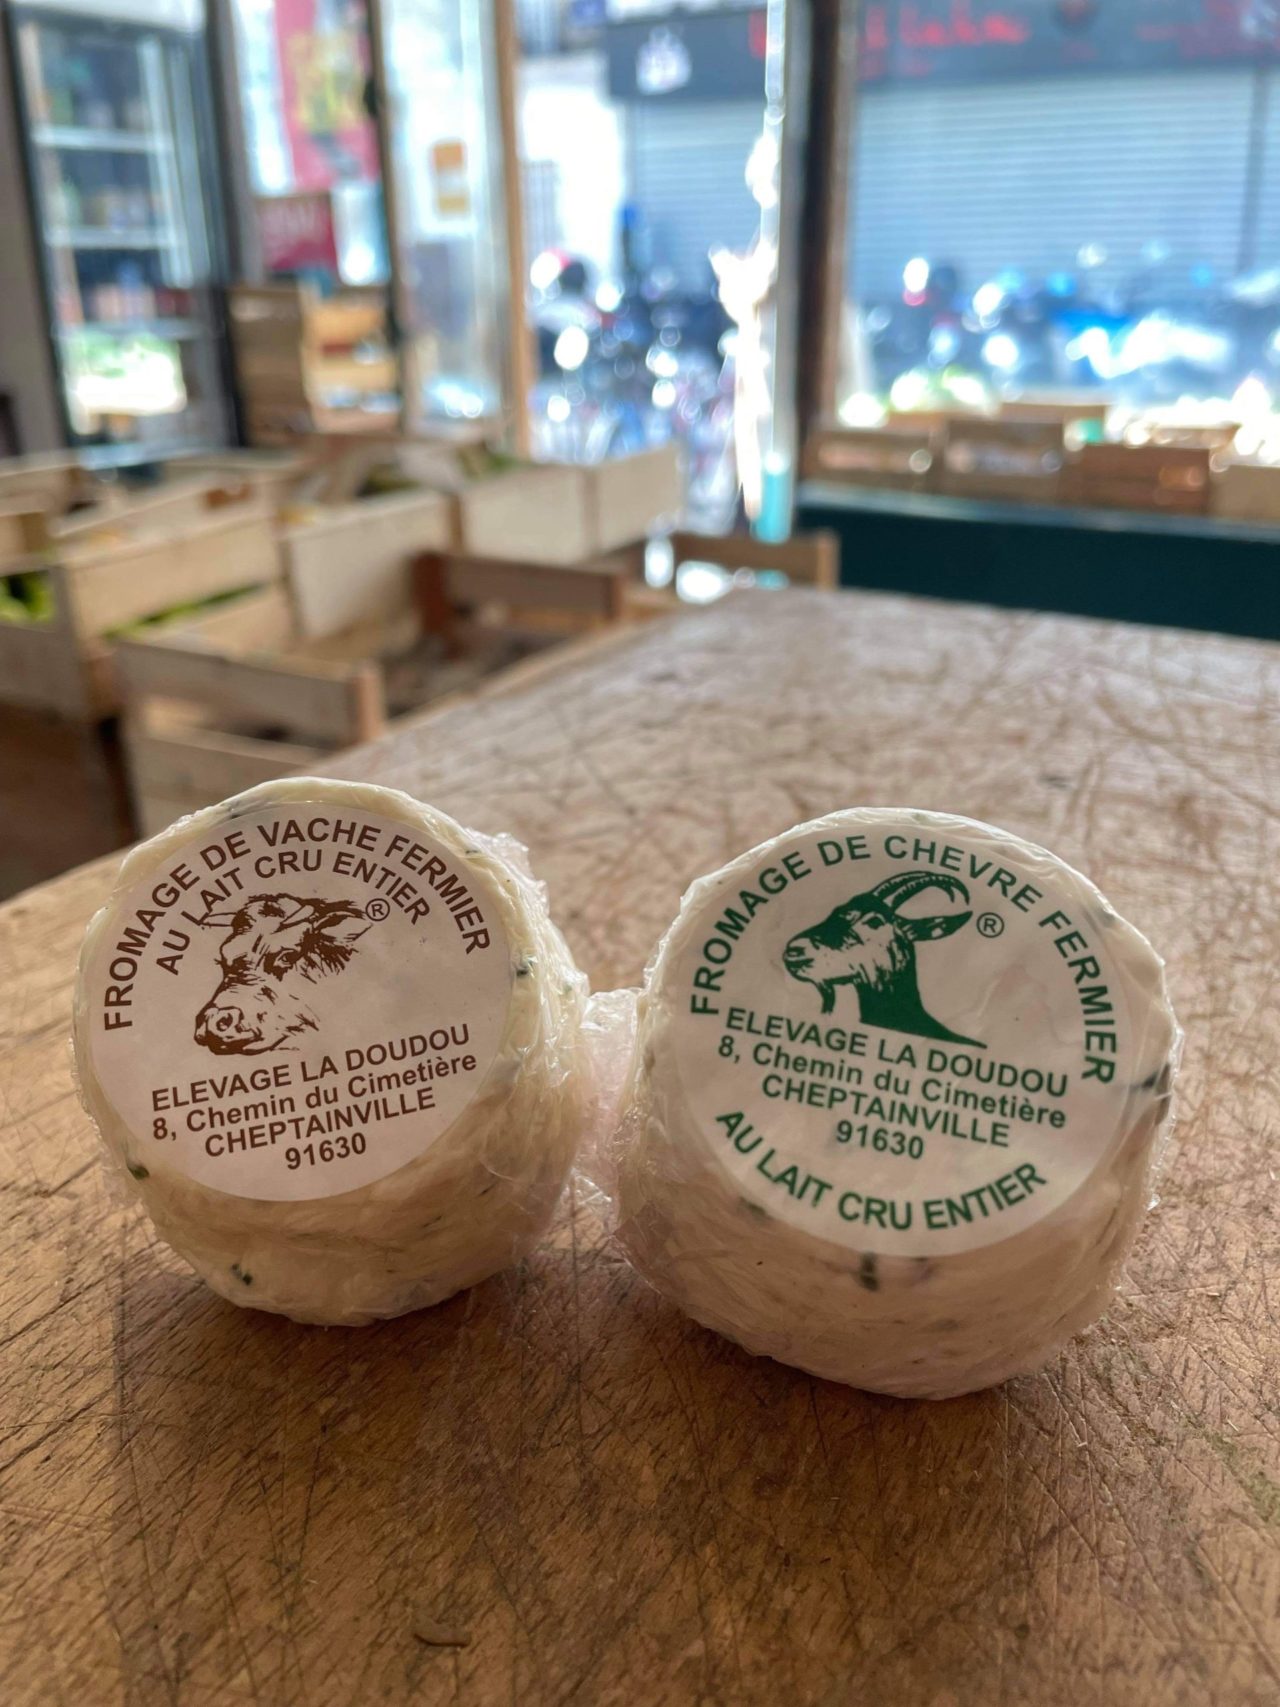 FROMAGE DE VACHE FERMIER
AU LAIT CRU ENTIER
®
ELEVAGE LA DOUDOU
8, Chemin du Cimetière
CHEPTAINVILLE
91630
FROMAGE DE CHEVRE FERMIER
®
ELEVAGE LA DOUDOU
8, Chemin du Cimetière
CHEPTAINVILLE
91630
AU LAIT CRU ENTIER